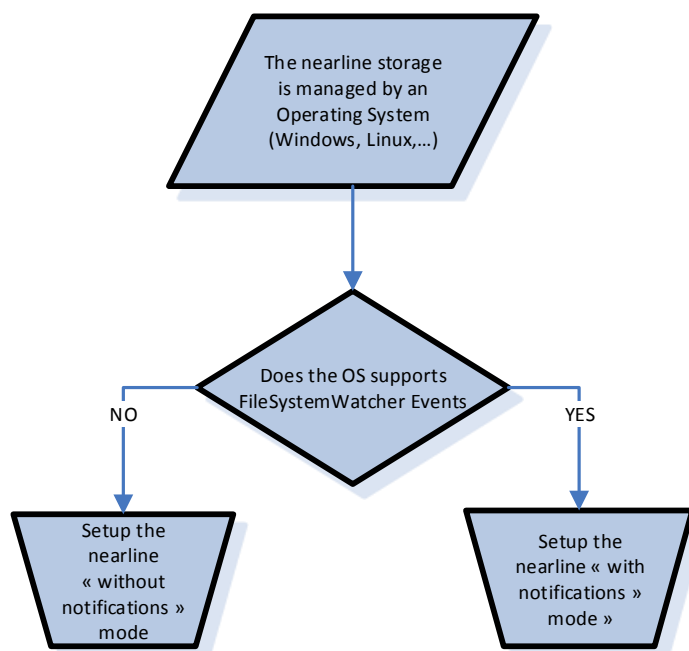 The nearline storage
is managed by an
Operating System
(Windows, Linux,…)
Does the OS supports
FileSystemWatcher Events
NO
YES
Setup the
nearline
« without
notifications »
mode
Setup the
nearline « with
notifications »
mode »